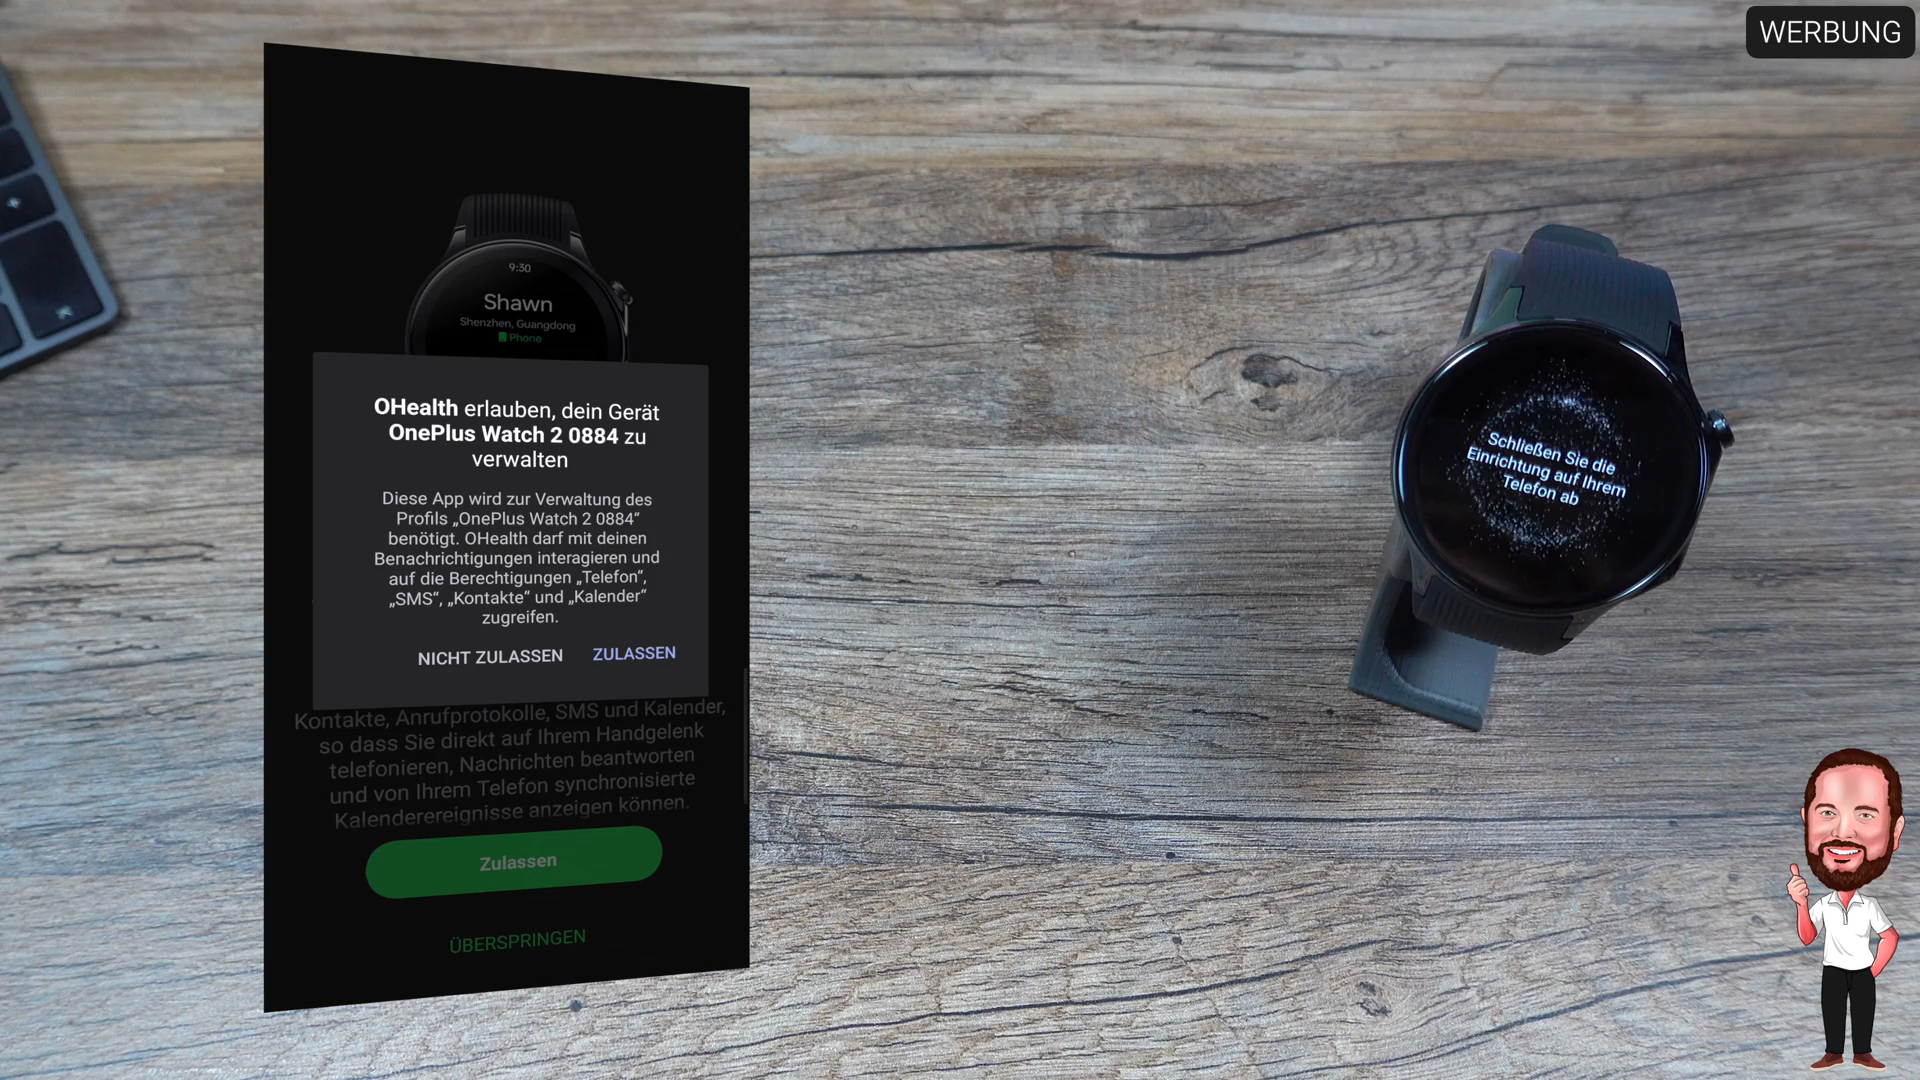 WERBUNG
9:30
Shawn
Shenzhen, Guangdong
Phone
OHealth erlauben, dein Gerät
OnePlus Watch 2 0884 zu
verwalten
Diese App wird zur Verwaltung des
Profils „OnePlus Watch 2 0884“
benötigt. OHealth darf mit deinen
Benachrichtigungen interagieren und
auf die Berechtigungen „Telefon“,
„SMS“, „Kontakte“ und „Kalender“
zugreifen.
NICHT ZULASSEN
ZULASSEN
Kontakte, Anrufprotokolle, SMS und Kalender,
so dass Sie direkt auf Ihrem Handgelenk
telefonieren, Nachrichten beantworten
und von Ihrem Telefon synchronisierte
Kalenderereignisse anzeigen können.
Zulassen
ÜBERSPRINGEN
Schließen Sie die
Einrichtung auf Ihrem
Telefon ab